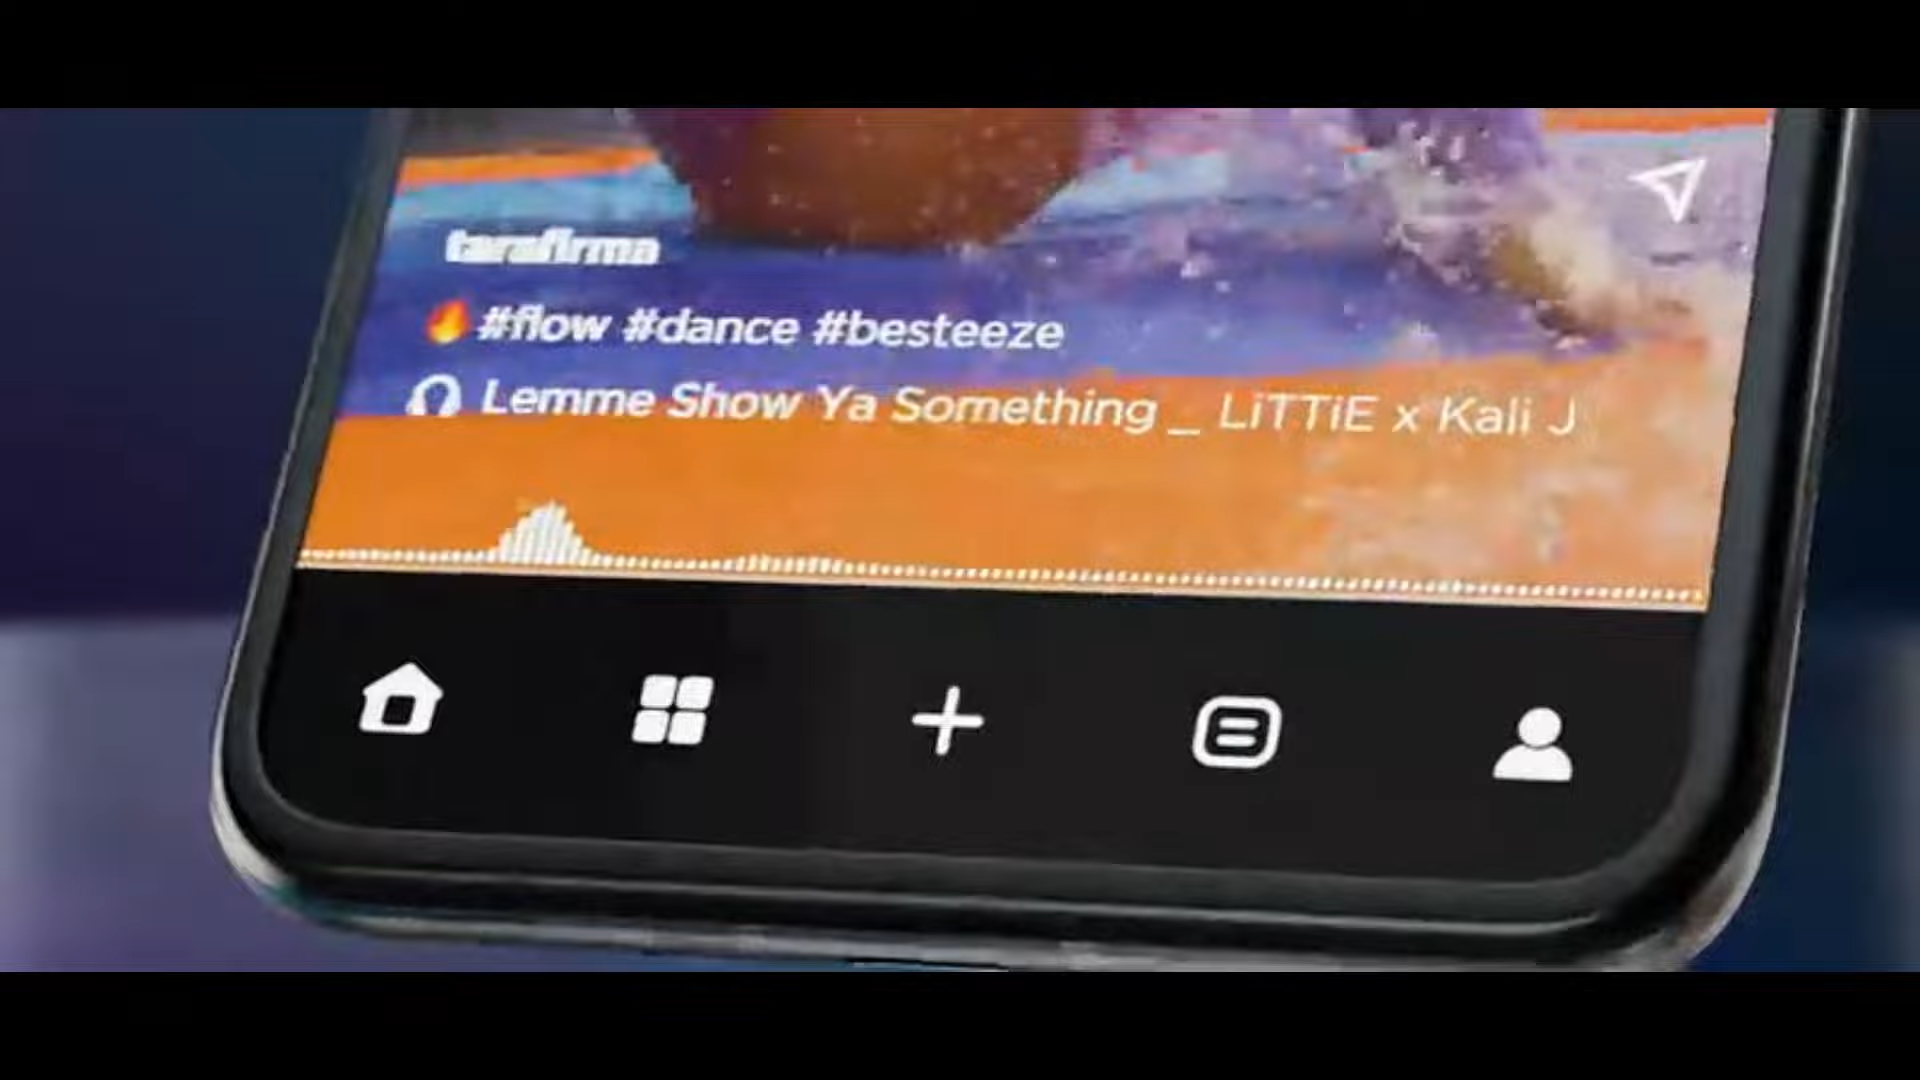 tarafirma
#flow #dance #besteeze
Lemme Show Ya Something _ LiTTiE x Kali J